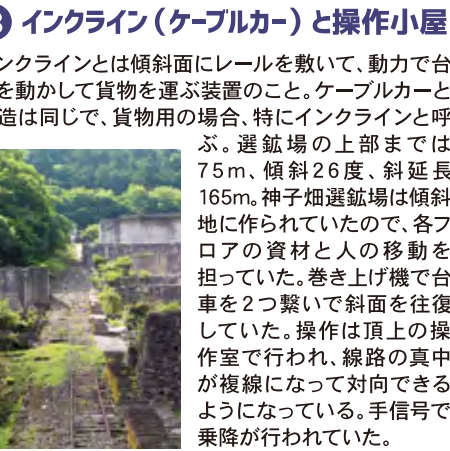 インクライン（ケーブルカー）と操作小屋
ンクラインとは傾斜面にレールを敷いて、動力で台
を動かして貨物を運ぶ装置のこと。ケーブルカーと
造は同じで、貨物用の場合、特にインクラインと呼
ぶ。選鉱場の上部までは
75m、傾斜26度、斜延長
165m。神子畑選鉱場は傾斜
地に作られていたので、各フ
ロアの資材と人の移動を
担っていた。巻き上げ機で台
車を2つ繋いで斜面を往復
していた。操作は頂上の操
作室で行われ、線路の真中
が複線になって対向できる
ようになっている。手信号で
乗降が行われていた。